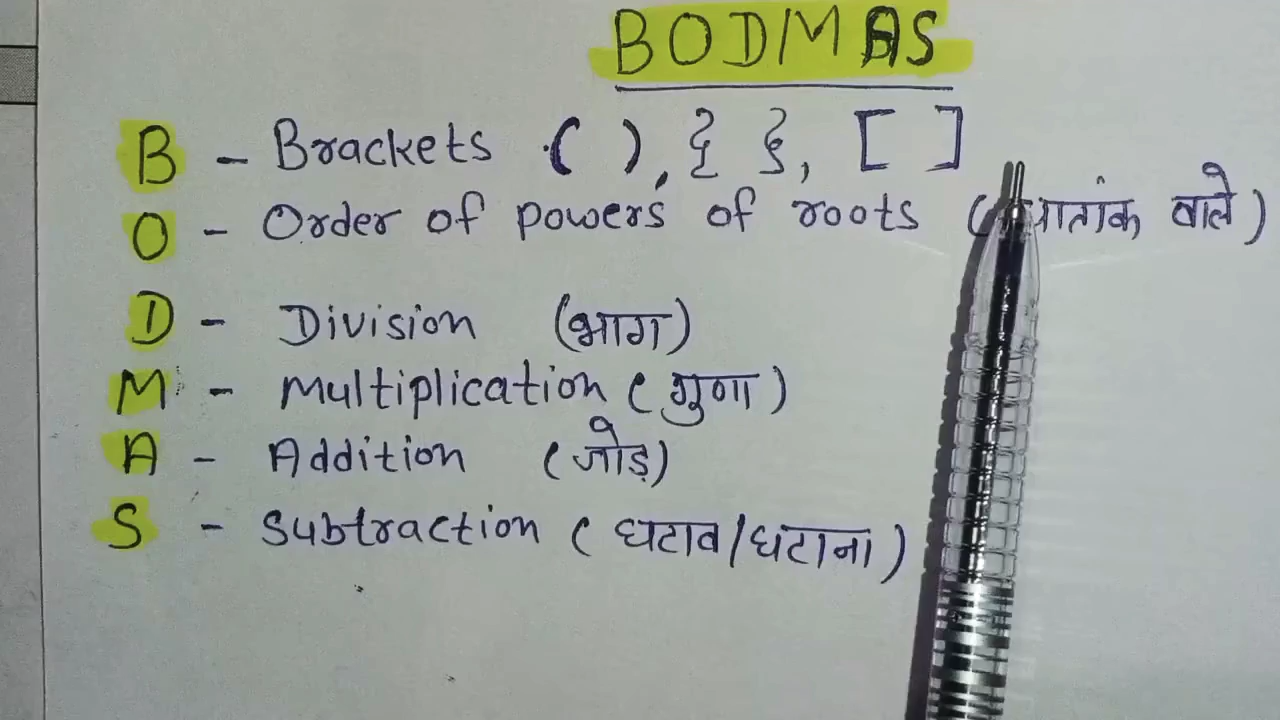 BODMAS
B - Brackets ( ), { }, [ ]
O - Order of powers of roots ( वाले )
D - Division (भाग)
M - Multiplication (गुणा)
A - Addition (जोड़)
S - Subtraction (घटाव/घटाना)